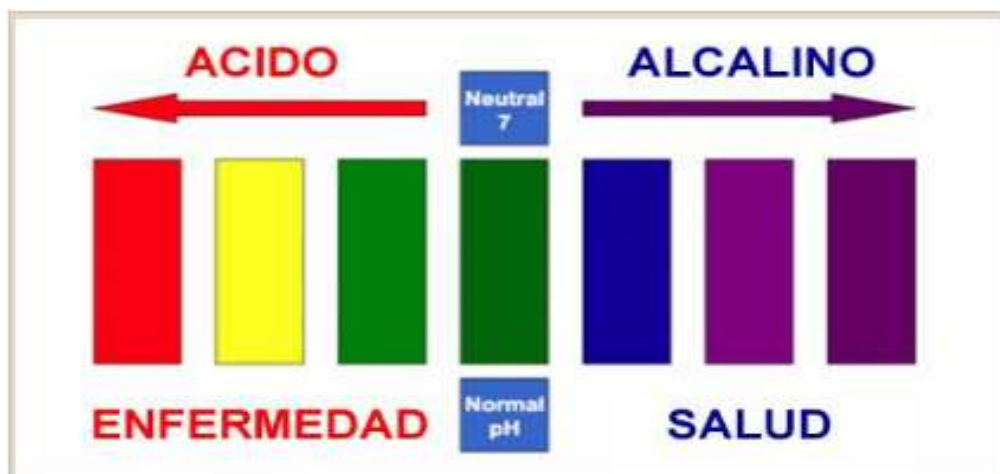 ACIDO
ALCALINO
Neutral
7
ENFERMEDAD
Normal
pH
SALUD